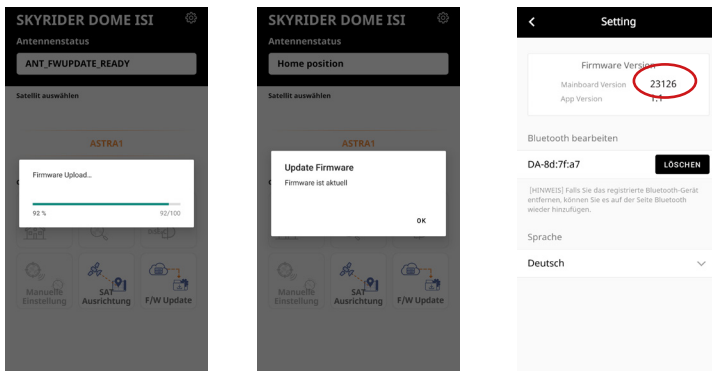 SKYRIDER DOME ISI
Antennenstatus
ANT_FWUPDATE_READY
Satellit auswählen
ASTRA1
Firmware Upload...
92 %
92/100
Manuelle
Einstellung
SAT
Ausrichtung
F/W Update
SKYRIDER DOME ISI
Antennenstatus
Home position
Satellit auswählen
ASTRA1
Update Firmware
Firmware ist aktuell
OK
Manuelle
Einstellung
SAT
Ausrichtung
F/W Update
Setting
Firmware Version
Mainboard Version 23126
App Version 1.1
Bluetooth bearbeiten
DA-8d:7f:a7 LÖSCHEN
[HINWEIS] Falls Sie das registrierte Bluetooth-Gerät
entfernen, können Sie es auf der Seite Bluetooth
wieder hinzufügen.
Sprache
Deutsch